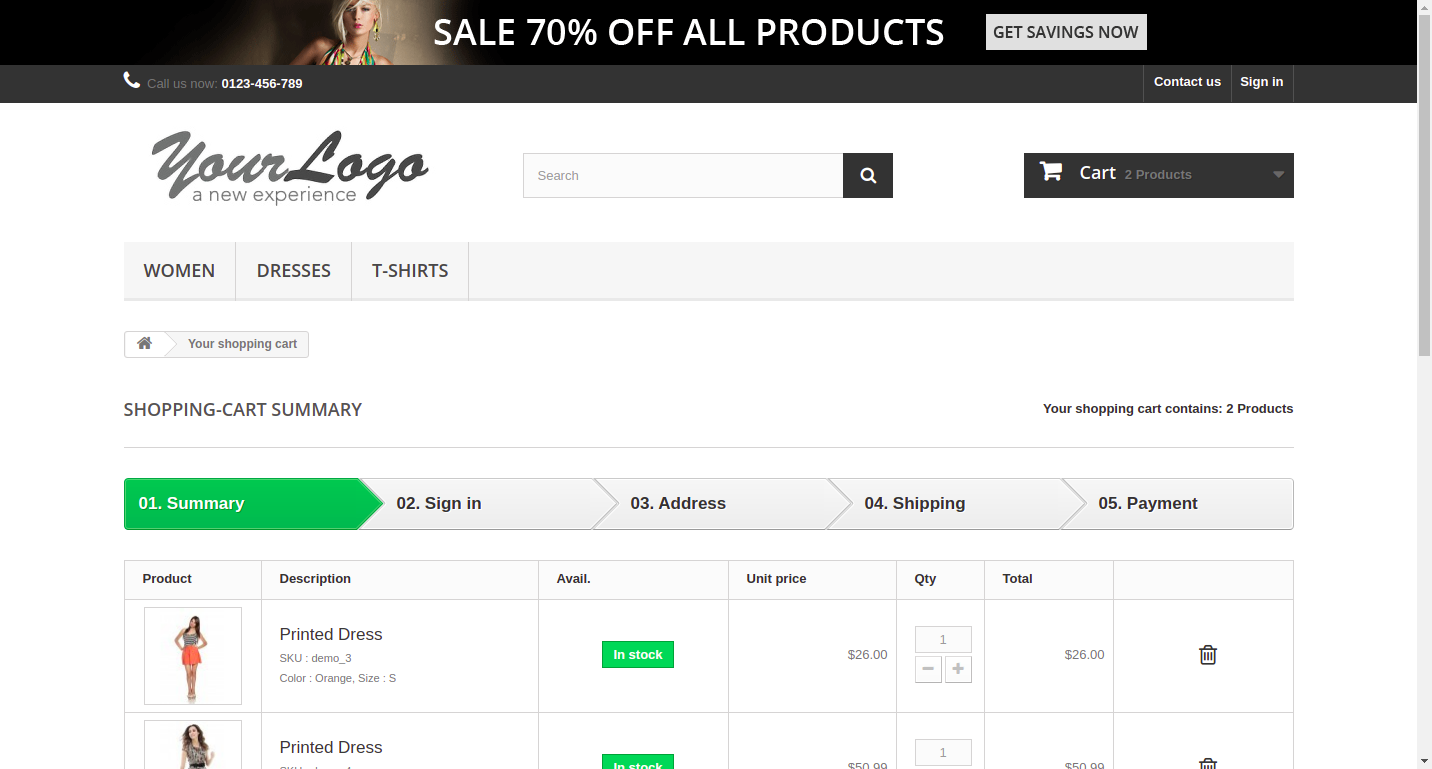 SALE 70% OFF ALL PRODUCTS GET SAVINGS NOW
Call us now: 0123-456-789 Contact us Sign in
YourLogo
a new experience
Search
Cart 2 Products
WOMEN DRESSES T-SHIRTS
Your shopping cart
SHOPPING-CART SUMMARY Your shopping cart contains: 2 Products
01. Summary 02. Sign in 03. Address 04. Shipping 05. Payment
Product Description Avail. Unit price Qty Total
Printed Dress
SKU : demo_3
Color : Orange, Size : S
In stock $26.00 1 $26.00
Printed Dress
In stock $50.99 1 $50.99